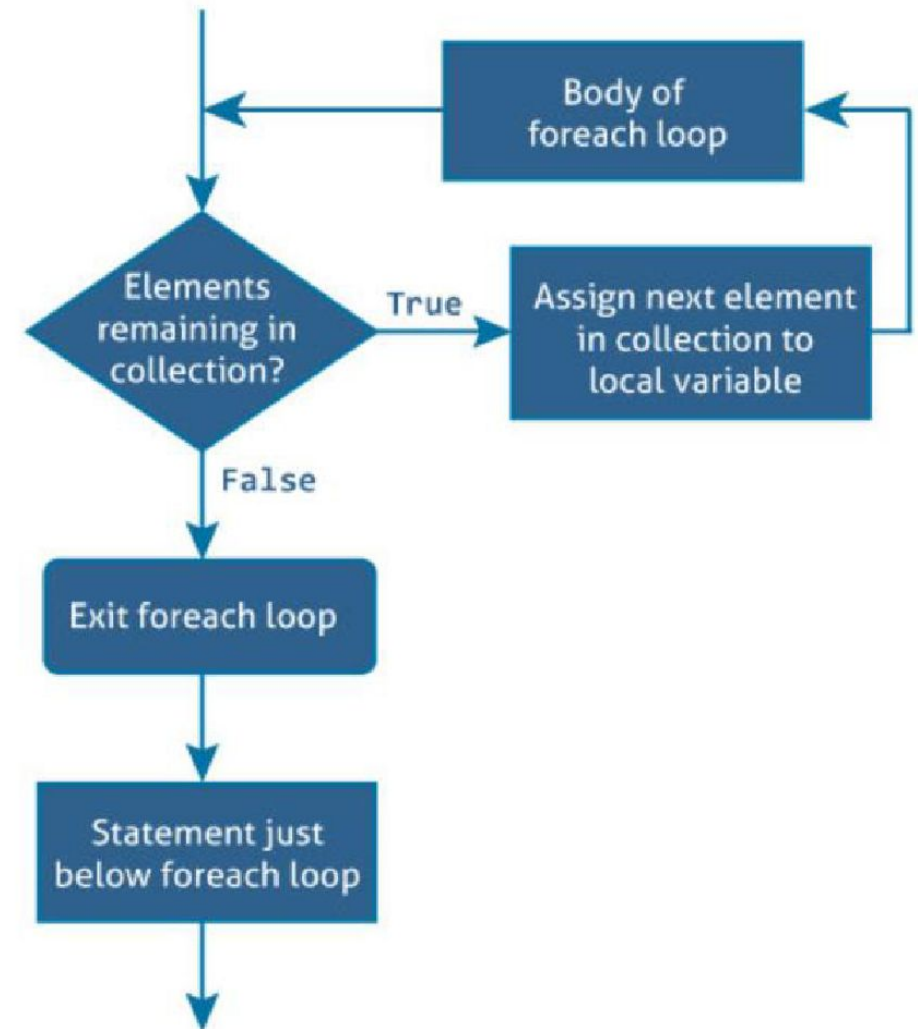 Body of
foreach loop
Elements
remaining in
collection?
True
Assign next element
in collection to
local variable
False
Exit foreach loop
Statement just
below foreach loop